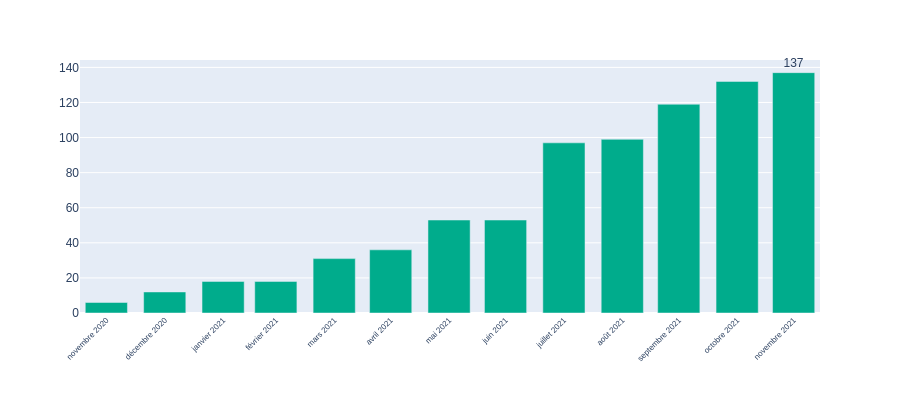 137
140
120
100
80
60
40
20
0
novembre 2020
décembre 2020
janvier 2021
février 2021
mars 2021
avril 2021
mai 2021
juin 2021
juillet 2021
août 2021
septembre 2021
octobre 2021
novembre 2021